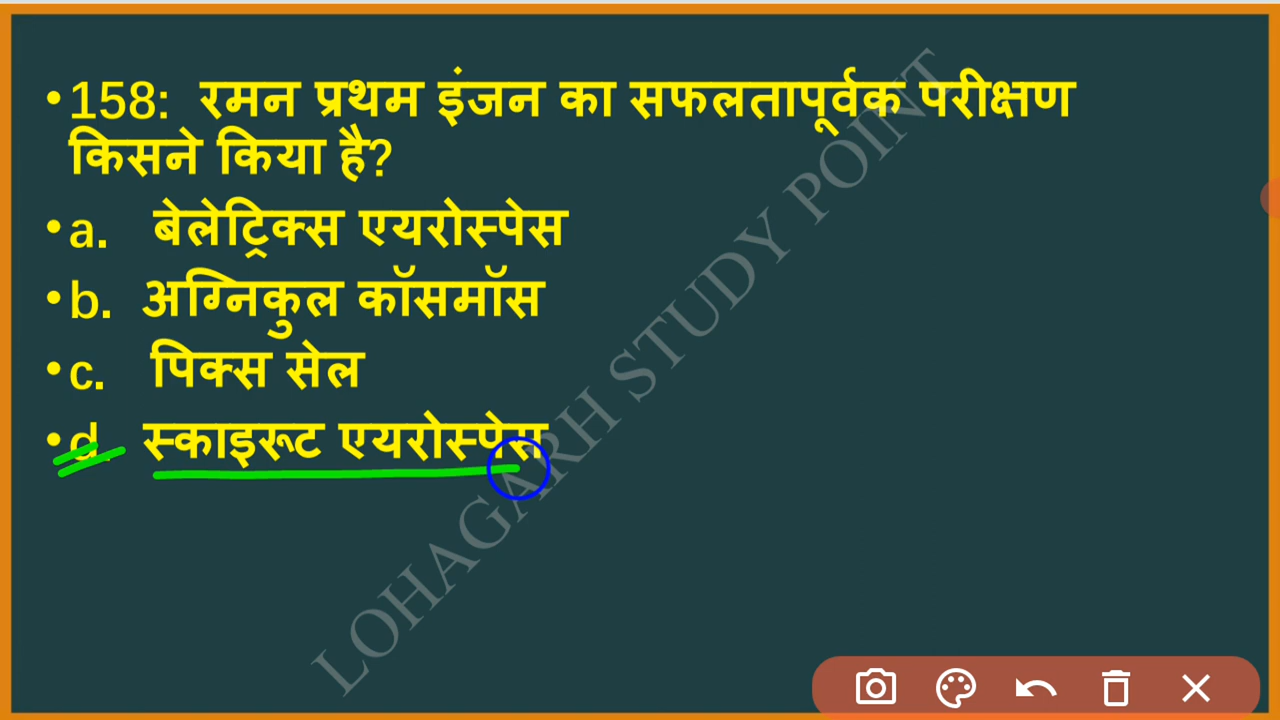 •158: रमन प्रथम इंजन का सफलतापूर्वक परीक्षण
किसने किया है?
•a. बेलेट्रिक्स एयरोस्पेस
•b. अग्निकुल कॉसमॉस
•c. पिक्स सेल
•d. स्काइरूट एयरोस्पेस
LOHAGARH STUDY POINT